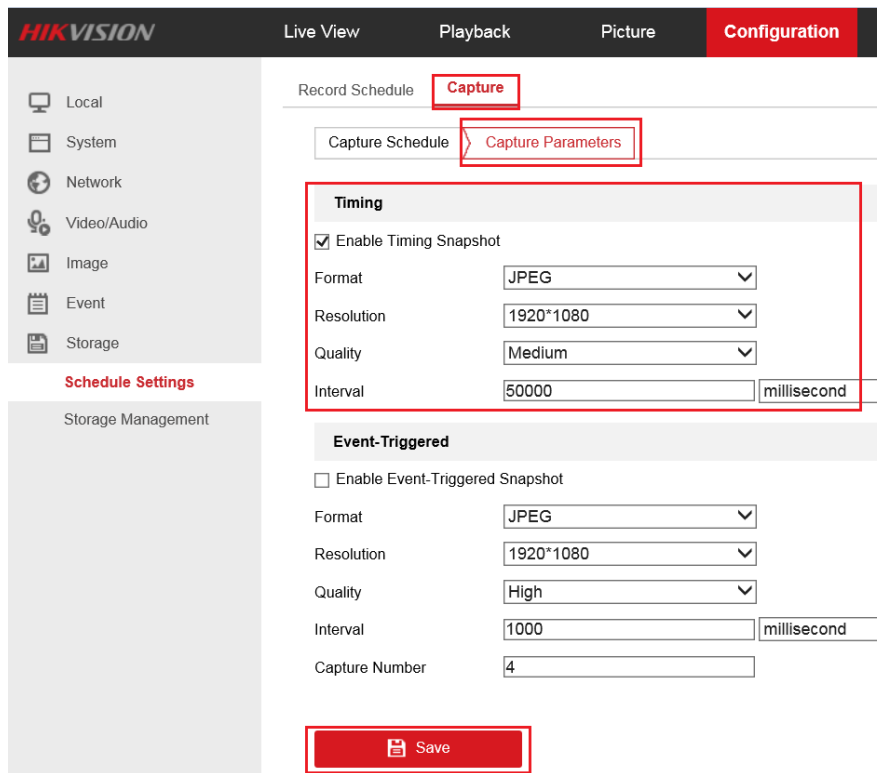 HIKVISION Live View Playback Picture Configuration
Local
System
Network
Video/Audio
Image
Event
Storage
Schedule Settings
Storage Management
Record Schedule Capture
Capture Schedule Capture Parameters
Timing
Enable Timing Snapshot
Format JPEG
Resolution 1920*1080
Quality Medium
Interval 50000 millisecond
Event-Triggered
Enable Event-Triggered Snapshot
Format JPEG
Resolution 1920*1080
Quality High
Interval 1000 millisecond
Capture Number 4
Save